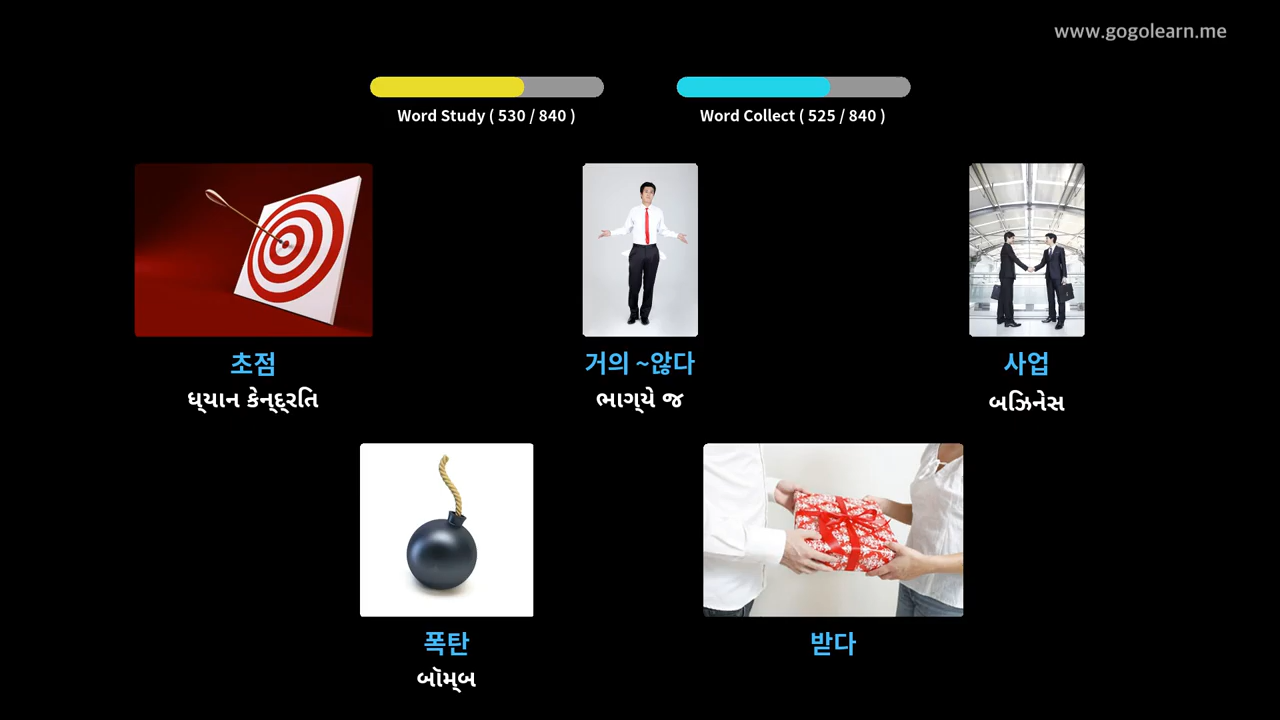 www.gogolearn.me
Word Study ( 530 / 840 )
Word Collect ( 525 / 840 )
초점
ધ્યાન કેન્દ્રતિ
거의 ~않다
ભાગ્યે જ
사업
બઝિનેસ
폭탄
બૉમ્બ
받다